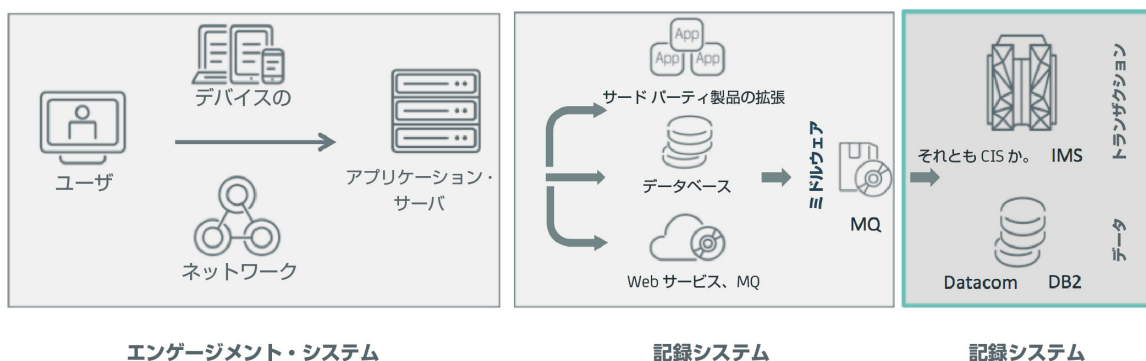 デバイスの
ユーザ
アプリケーション・
サーバ
ネットワーク
エンゲージメント・システム
App
App
App
サード パーティ製品の拡張
データベース
Web サービス、MQ
ミドルウェア
MQ
記録システム
それとも CIS か。 IMS
トランザクション
Datacom DB2
データ
記録システム